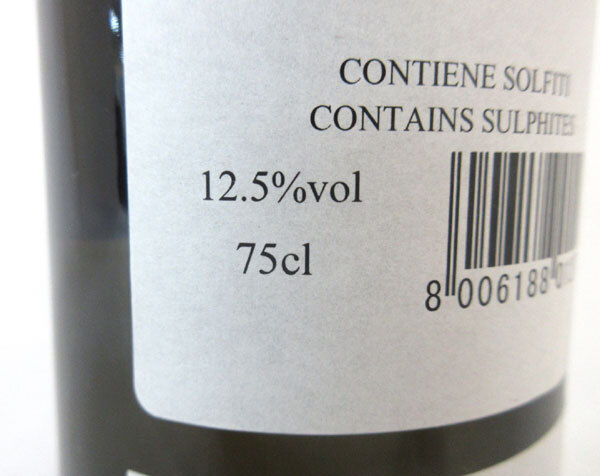 CONTIENE SOLFITI
CONTAINS SULPHITES
12.5%vol
75cl
8 006188